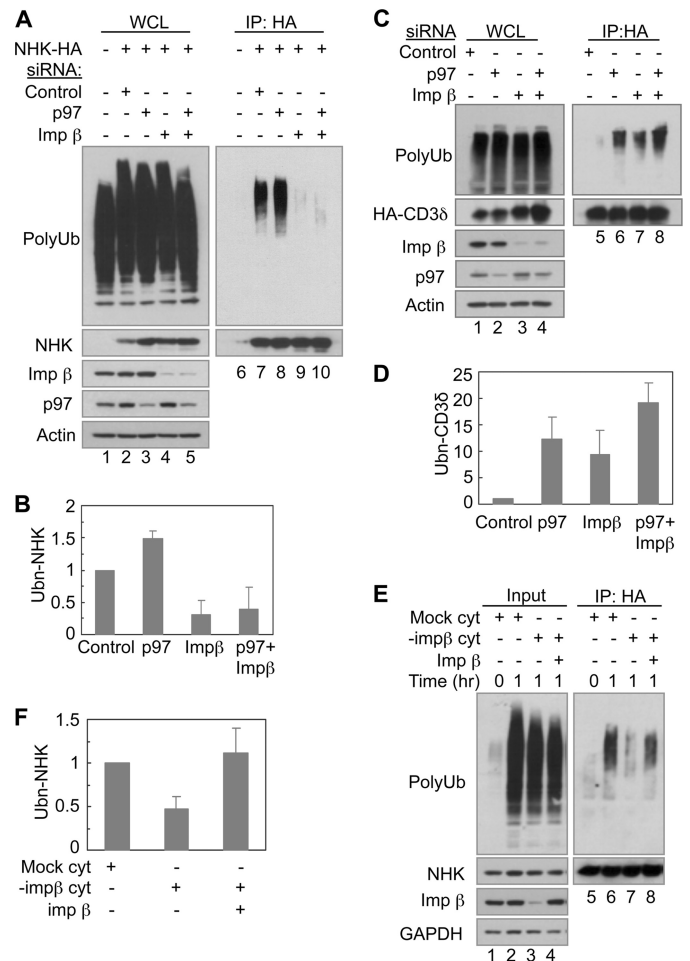 A
WCL IP: HA
NHK-HA - + + + + - + + + +
siRNA:
Control - + - - - - + - - -
p97 - - + - + - - + - +
Imp β - - - + + - - - + +
PolyUb
NHK
6 7 8 9 10
Imp β
p97
Actin
1 2 3 4 5
B
Ubn-NHK
2
1.5
1
0.5
0
Control p97 Impβ p97+
Impβ
F
Ubn-NHK
1.5
1
0.5
0
Mock cyt + - -
-impβ cyt - + +
imp β - - +
C
siRNA WCL IP:HA
Control + - - - + - - -
p97 - + - + - + - +
Imp β - - + + - - + +
PolyUb
HA-CD3δ
5 6 7 8
Imp β
p97
Actin
1 2 3 4
D
Ubn-CD3δ
25
20
15
10
5
0
Control p97 Impβ p97+
Impβ
E
Input IP: HA
Mock cyt + + - - + + - -
-impβ cyt - - + + - - + +
Imp β - - - + - - - +
Time (hr) 0 1 1 1 0 1 1 1
PolyUb
NHK
5 6 7 8
Imp β
GAPDH
1 2 3 4